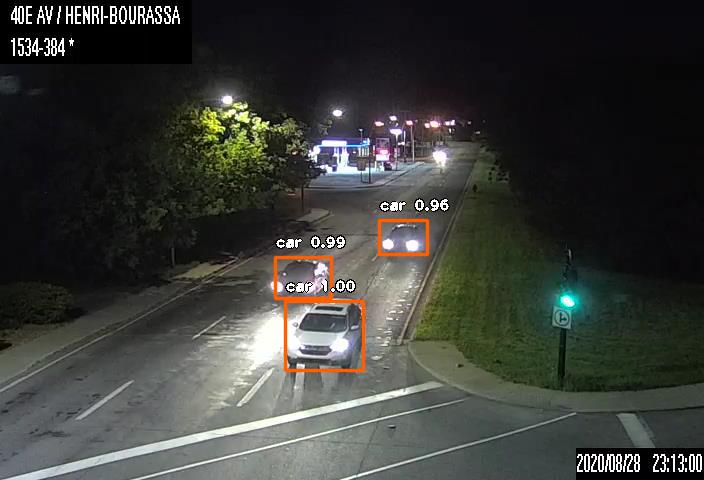 40E AV / HENRI-BOURASSA
1534-384 *
car 0.96
car 0.99
car 1.00
2020/08/28 23:13:00